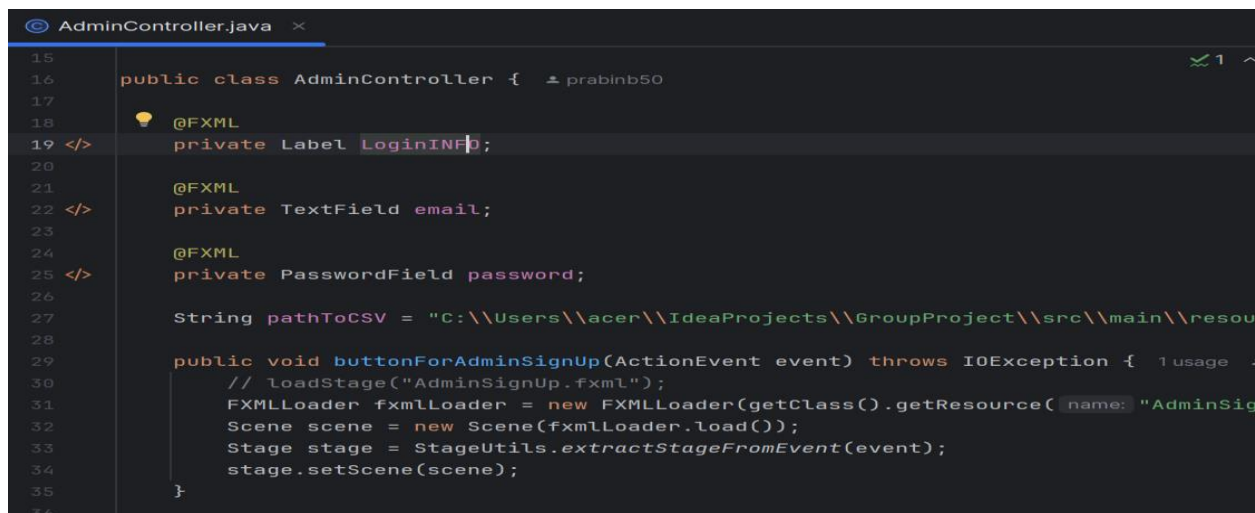 AdminController.java
1
15
16 public class AdminController { prabinb50
17
18 @FXML
19 </> private Label LoginINFO;
20
21 @FXML
22 </> private TextField email;
23
24 @FXML
25 </> private PasswordField password;
26
27 String pathToCSV = "C:\\Users\\acer\\IdeaProjects\\GroupProject\\src\\main\\resou
28
29 public void buttonForAdminSignUp(ActionEvent event) throws IOException { 1 usage
30 // loadStage("AdminSignUp.fxml");
31 FXMLLoader fxmlLoader = new FXMLLoader(getClass().getResource( name: "AdminSig
32 Scene scene = new Scene(fxmlLoader.load());
33 Stage stage = StageUtils.extractStageFromEvent(event);
34 stage.setScene(scene);
35 }